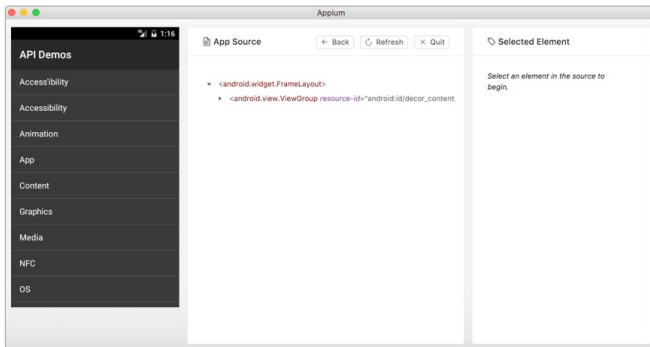 Appium
1:16
API Demos
Access'ibility
Accessibility
Animation
App
Content
Graphics
Media
NFC
OS
App Source
← Back
Refresh
× Quit
<android.widget.FrameLayout>
<android.view.ViewGroup resource-id="android:id/decor_content_
Selected Element
Select an element in the source to
begin.